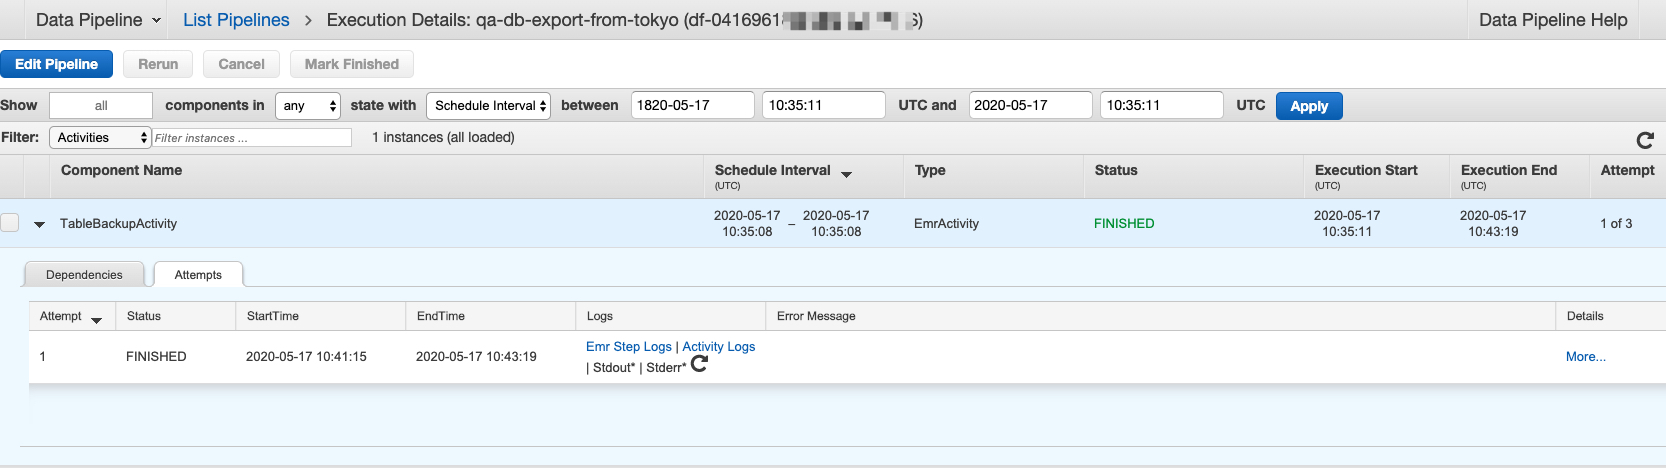 Data Pipeline List Pipelines > Execution Details: qa-db-export-from-tokyo (df-0416961 S) Data Pipeline Help
Edit Pipeline Rerun Cancel Mark Finished
Show all components in any state with Schedule Interval between 1820-05-17 10:35:11 UTC and 2020-05-17 10:35:11 UTC Apply
Filter: Activities Filter instances ... 1 instances (all loaded)
Component Name Schedule Interval (UTC) Type Status Execution Start (UTC) Execution End (UTC) Attempt
TableBackupActivity 2020-05-17 10:35:08 – 2020-05-17 10:35:08 EmrActivity FINISHED 2020-05-17 10:35:11 2020-05-17 10:43:19 1 of 3
Dependencies Attempts
Attempt Status StartTime EndTime Logs Error Message Details
1 FINISHED 2020-05-17 10:41:15 2020-05-17 10:43:19 Emr Step Logs | Activity Logs | Stdout* | Stderr* More...